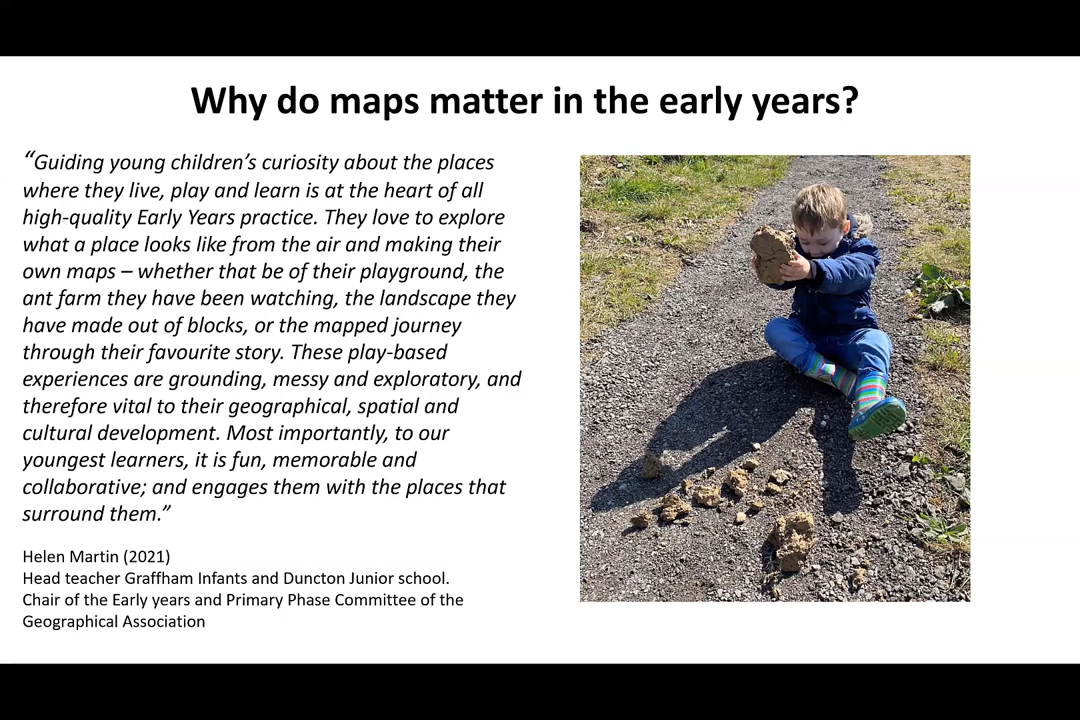 Why do maps matter in the early years?
“Guiding young children’s curiosity about the places
where they live, play and learn is at the heart of all
high-quality Early Years practice. They love to explore
what a place looks like from the air and making their
own maps – whether that be of their playground, the
ant farm they have been watching, the landscape they
have made out of blocks, or the mapped journey
through their favourite story. These play-based
experiences are grounding, messy and exploratory, and
therefore vital to their geographical, spatial and
cultural development. Most importantly, to our
youngest learners, it is fun, memorable and
collaborative; and engages them with the places that
surround them.”
Helen Martin (2021)
Head teacher Graffham Infants and Duncton Junior school.
Chair of the Early years and Primary Phase Committee of the
Geographical Association